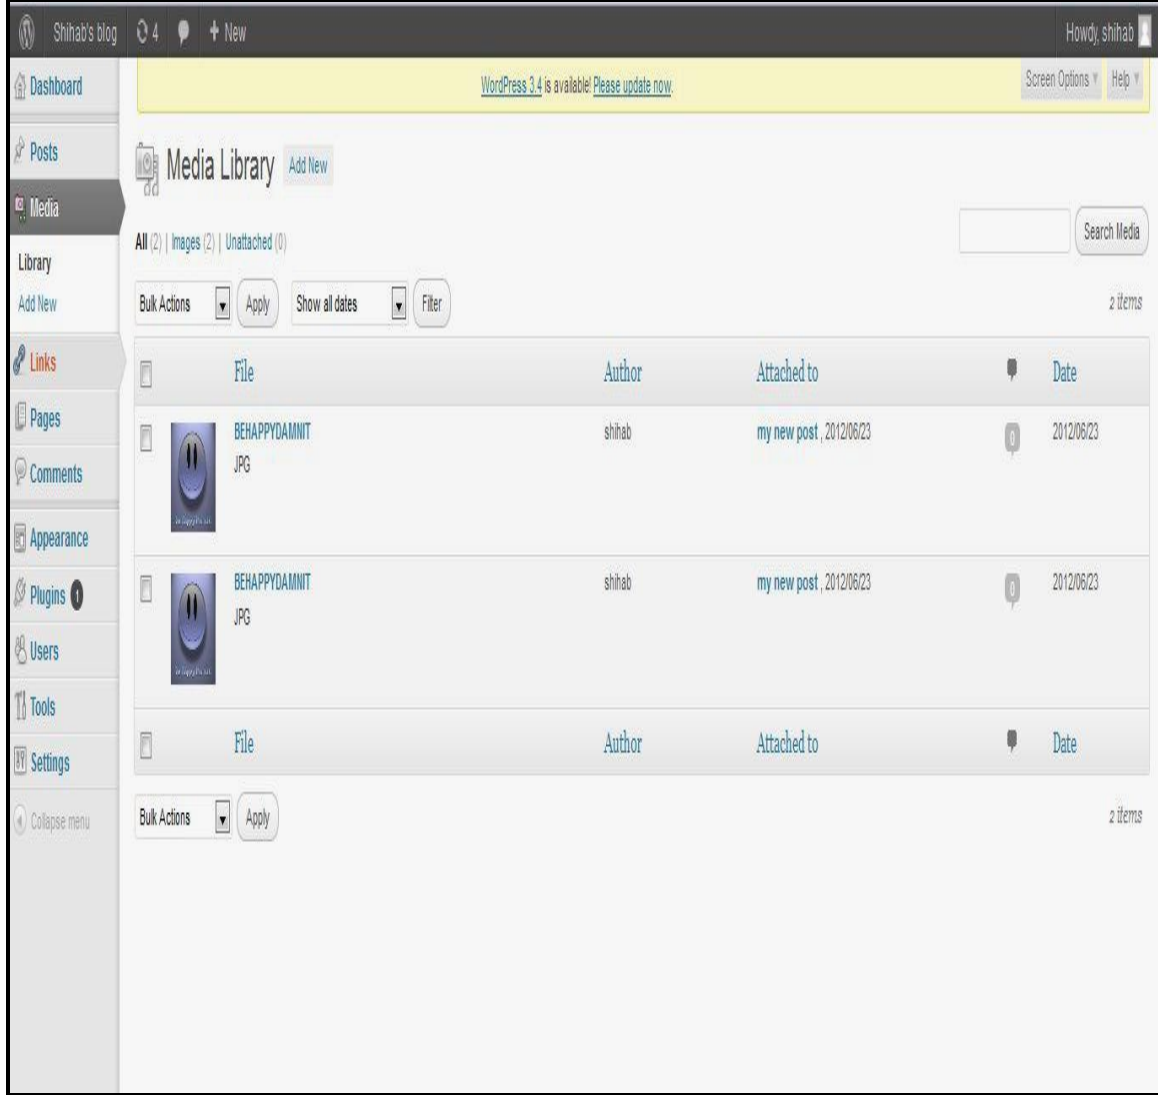 Shihab's blog 4 + New Howdy, shihab
Dashboard
WordPress 3.4 is available! Please update now.
Screen Options Help
Posts
Media Library Add New
Media
Search Media
All (2) | Images (2) | Unattached (0)
Library
Add New
Bulk Actions Apply Show all dates Filter 2 items
Links
File Author Attached to Date
Pages
BEHAPPYDAMNIT shihab my new post , 2012/06/23 0 2012/06/23
JPG
Comments
Appearance
BEHAPPYDAMNIT shihab my new post , 2012/06/23 0 2012/06/23
JPG
Plugins 1
Users
Tools
File Author Attached to Date
Settings
Bulk Actions Apply 2 items
Collapse menu